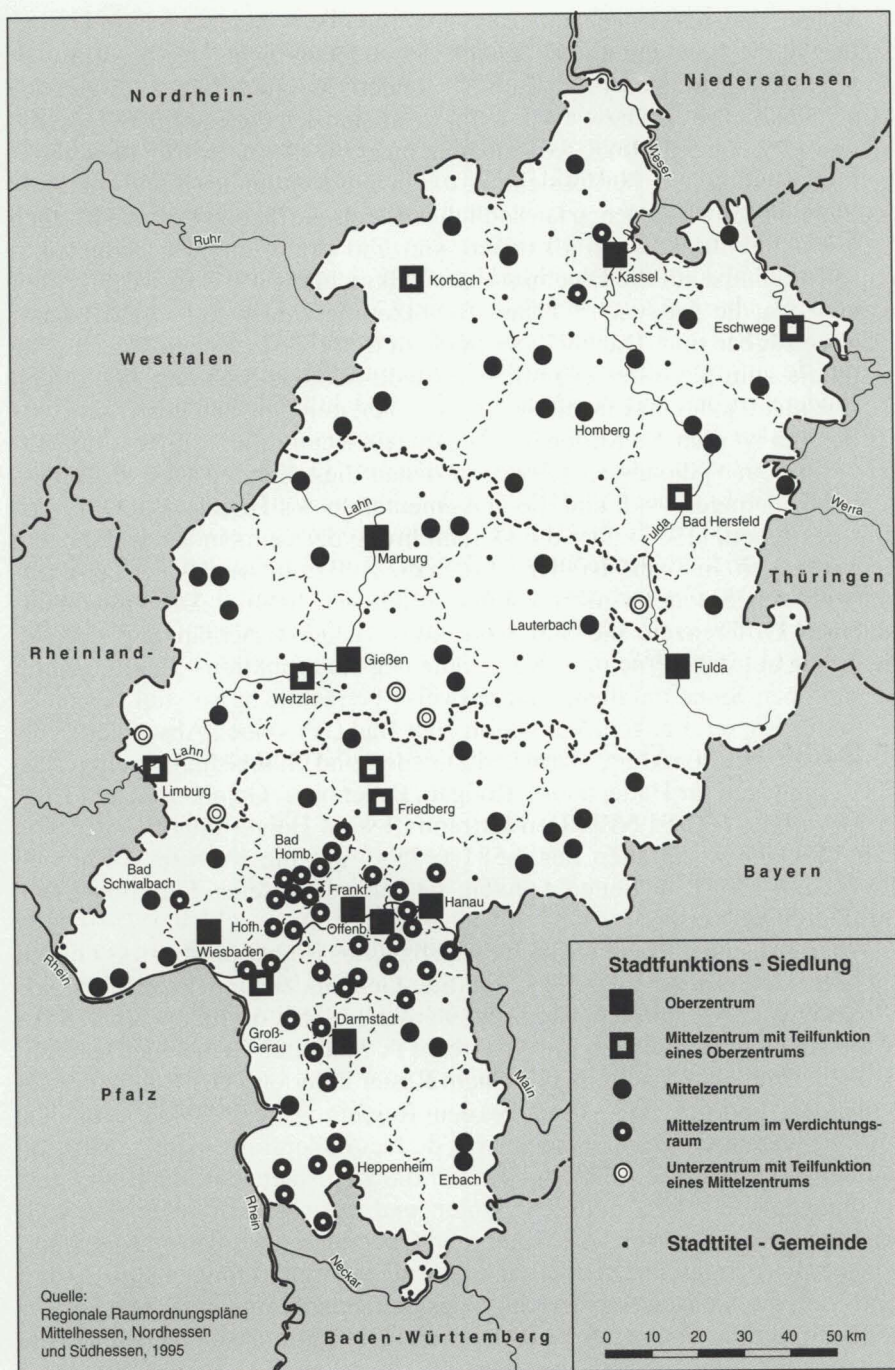 Nordrhein-
Niedersachsen
Weser
Ruhr
Kassel
Korbach
Eschwege
Westfalen
Homberg
Lahn
Fulda
Bad Hersfeld
Werra
Marburg
Thüringen
Lauterbach
Rheinland-
Gießen
Fulda
Wetzlar
Lahn
Limburg
Friedberg
Bad
Homb.
Bad
Schwalbach
Bayern
Frankf.
Hanau
Hofh.
Offenb.
Wiesbaden
Rhein
Groß-
Gerau
Darmstadt
Main
Pfalz
Heppenheim
Erbach
Rhein
Neckar
Baden-Württemberg
Quelle:
Regionale Raumordnungspläne
Mittelhessen, Nordhessen
und Südhessen, 1995
Stadtfunktions - Siedlung
Oberzentrum
Mittelzentrum mit Teilfunktion
eines Oberzentrums
Mittelzentrum
Mittelzentrum im Verdichtungs-
raum
Unterzentrum mit Teilfunktion
eines Mittelzentrums
Stadttitel - Gemeinde
0 10 20 30 40 50 km